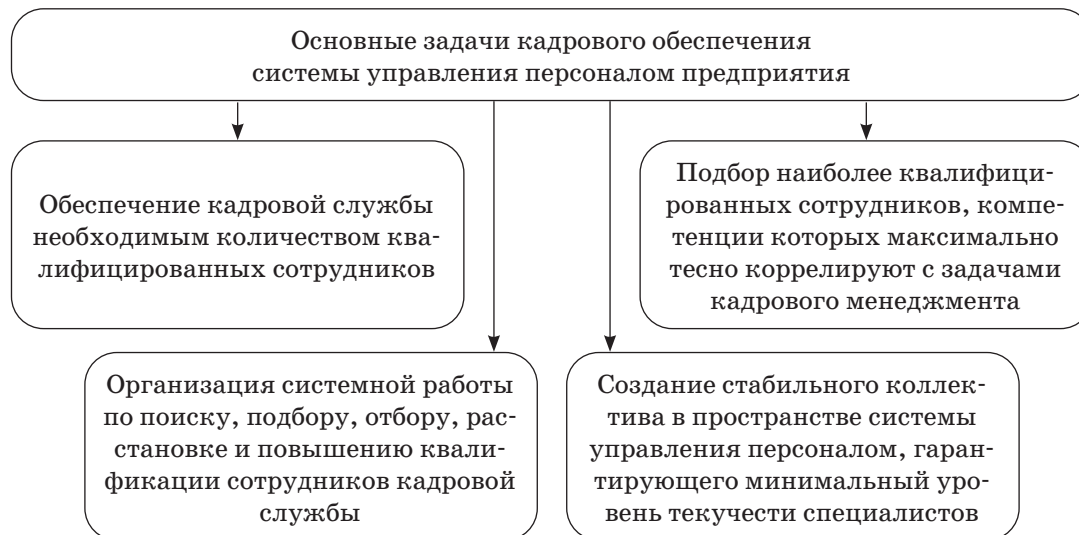 Основные задачи кадрового обеспечения
системы управления персоналом предприятия
Обеспечение кадровой службы
необходимым количеством ква-
лифицированных сотрудников
Подбор наиболее квалифици-
рованных сотрудников, компе-
тенции которых максимально
тесно коррелируют с задачами
кадрового менеджмента
Организация системной работы
по поиску, подбору, отбору, рас-
становке и повышению квали-
фикации сотрудников кадровой
службы
Создание стабильного коллек-
тива в пространстве системы
управления персоналом, гаран-
тирующего минимальный уро-
вень текучести специалистов